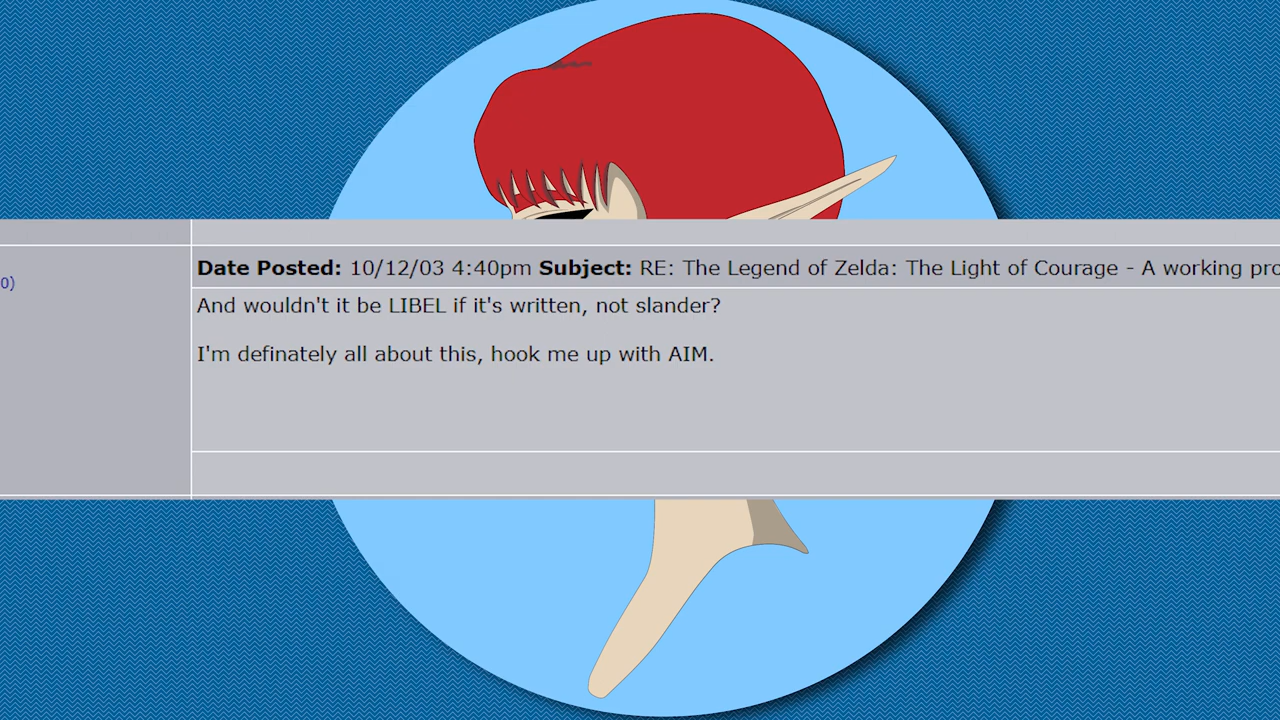 0)
Date Posted: 10/12/03 4:40pm Subject: RE: The Legend of Zelda: The Light of Courage - A working pro
And wouldn't it be LIBEL if it's written, not slander?
I'm definately all about this, hook me up with AIM.